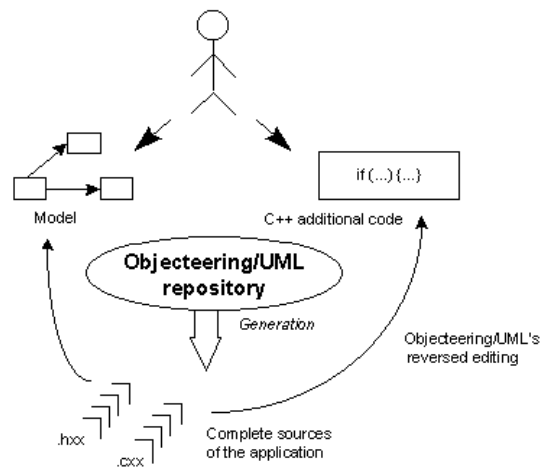 if (...) {...}
Model
C++ additional code
Objecteering/UML
repository
Generation
Objecteering/UML's
reversed editing
.hxx
.cxx
Complete sources
of the application